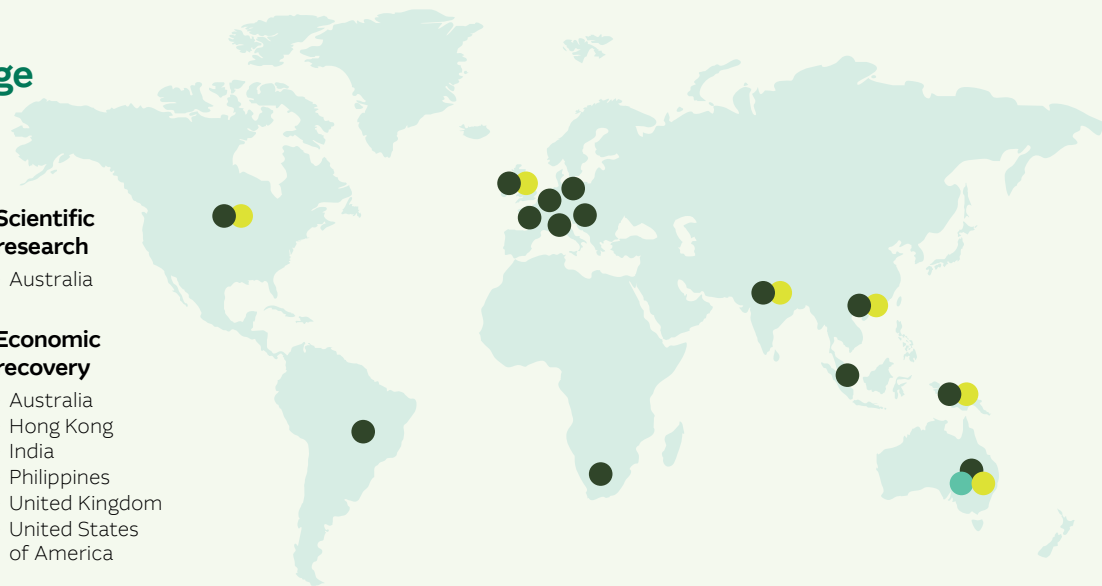 ge
Scientific
research
Australia
Economic
recovery
Australia
Hong Kong
India
Philippines
United Kingdom
United States
of America